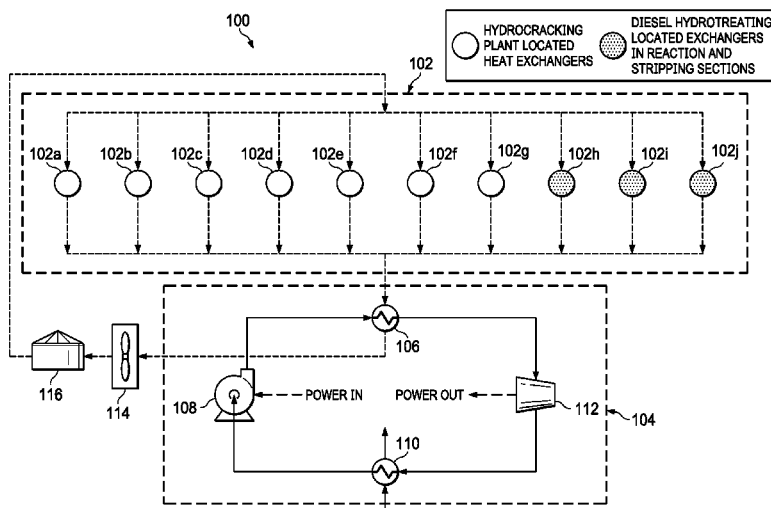 100
HYDROCRACKING
PLANT LOCATED
HEAT EXCHANGERS
DIESEL HYDROTREATING
LOCATED EXCHANGERS
IN REACTION AND
STRIPPING SECTIONS
102
102a
102b
102c
102d
102e
102f
102g
102h
102i
102j
106
116
114
108
POWER IN
POWER OUT
112
104
110